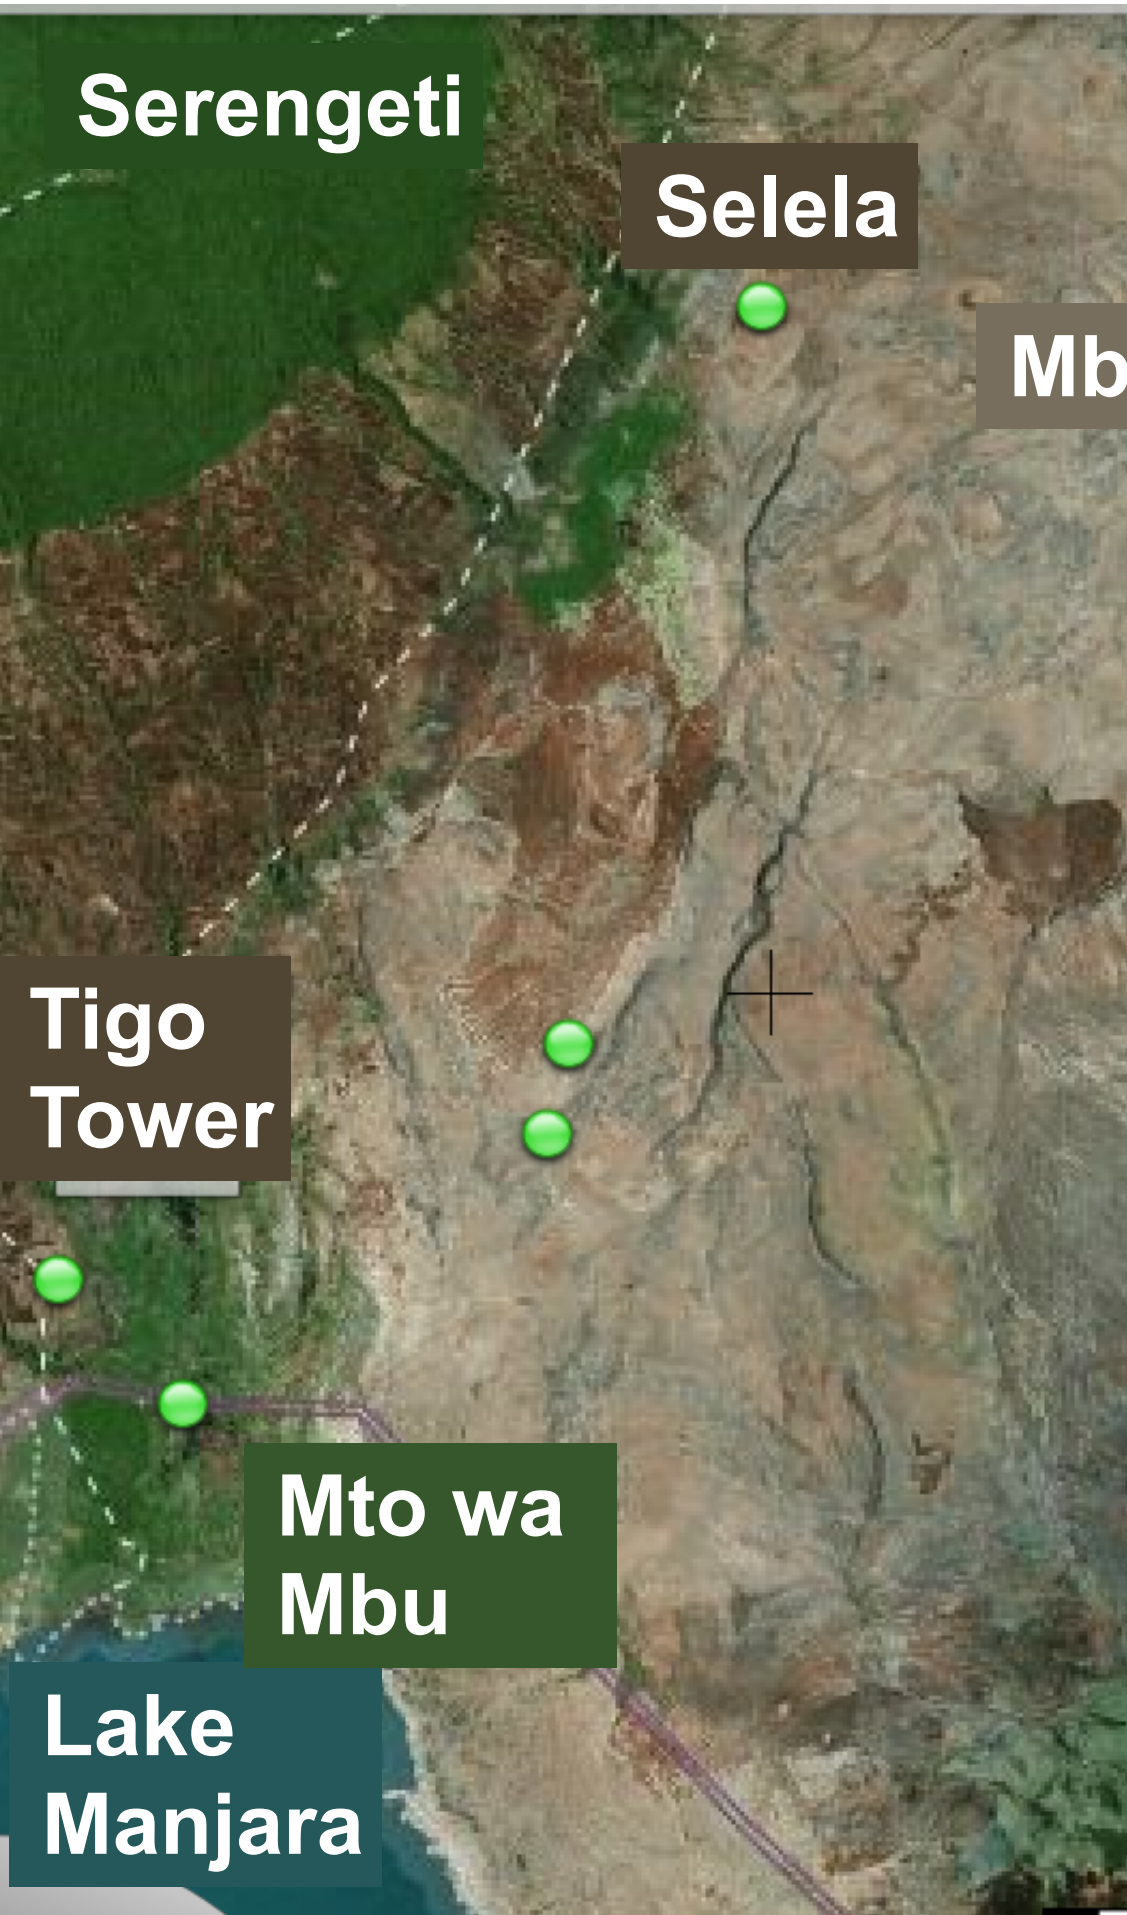 Serengeti
Selela
Mb
Tigo
Tower
Mto wa
Mbu
Lake
Manjara